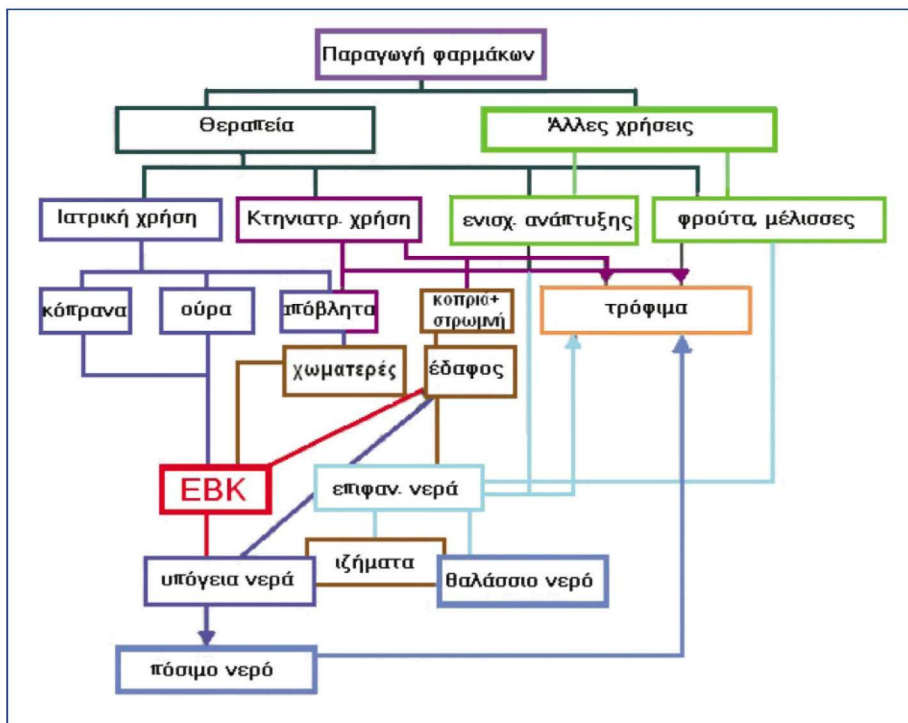 Παραγωγή φαρμάκων
Θεραπεία
Άλλες χρήσεις
Ιατρική χρήση
Κτηνιατρ. χρήση
ενισχ. ανάπτυξης
φρούτα, μέλισσες
κόπρανα
ούρα
απόβλητα
κοπριά+
στρωμνή
τρόφιμα
χωματερές
έδαφος
ΕΒΚ
επιφαν. νερά
υπόγεια νερά
ιζήματα
θαλάσσιο νερό
πόσιμο νερό